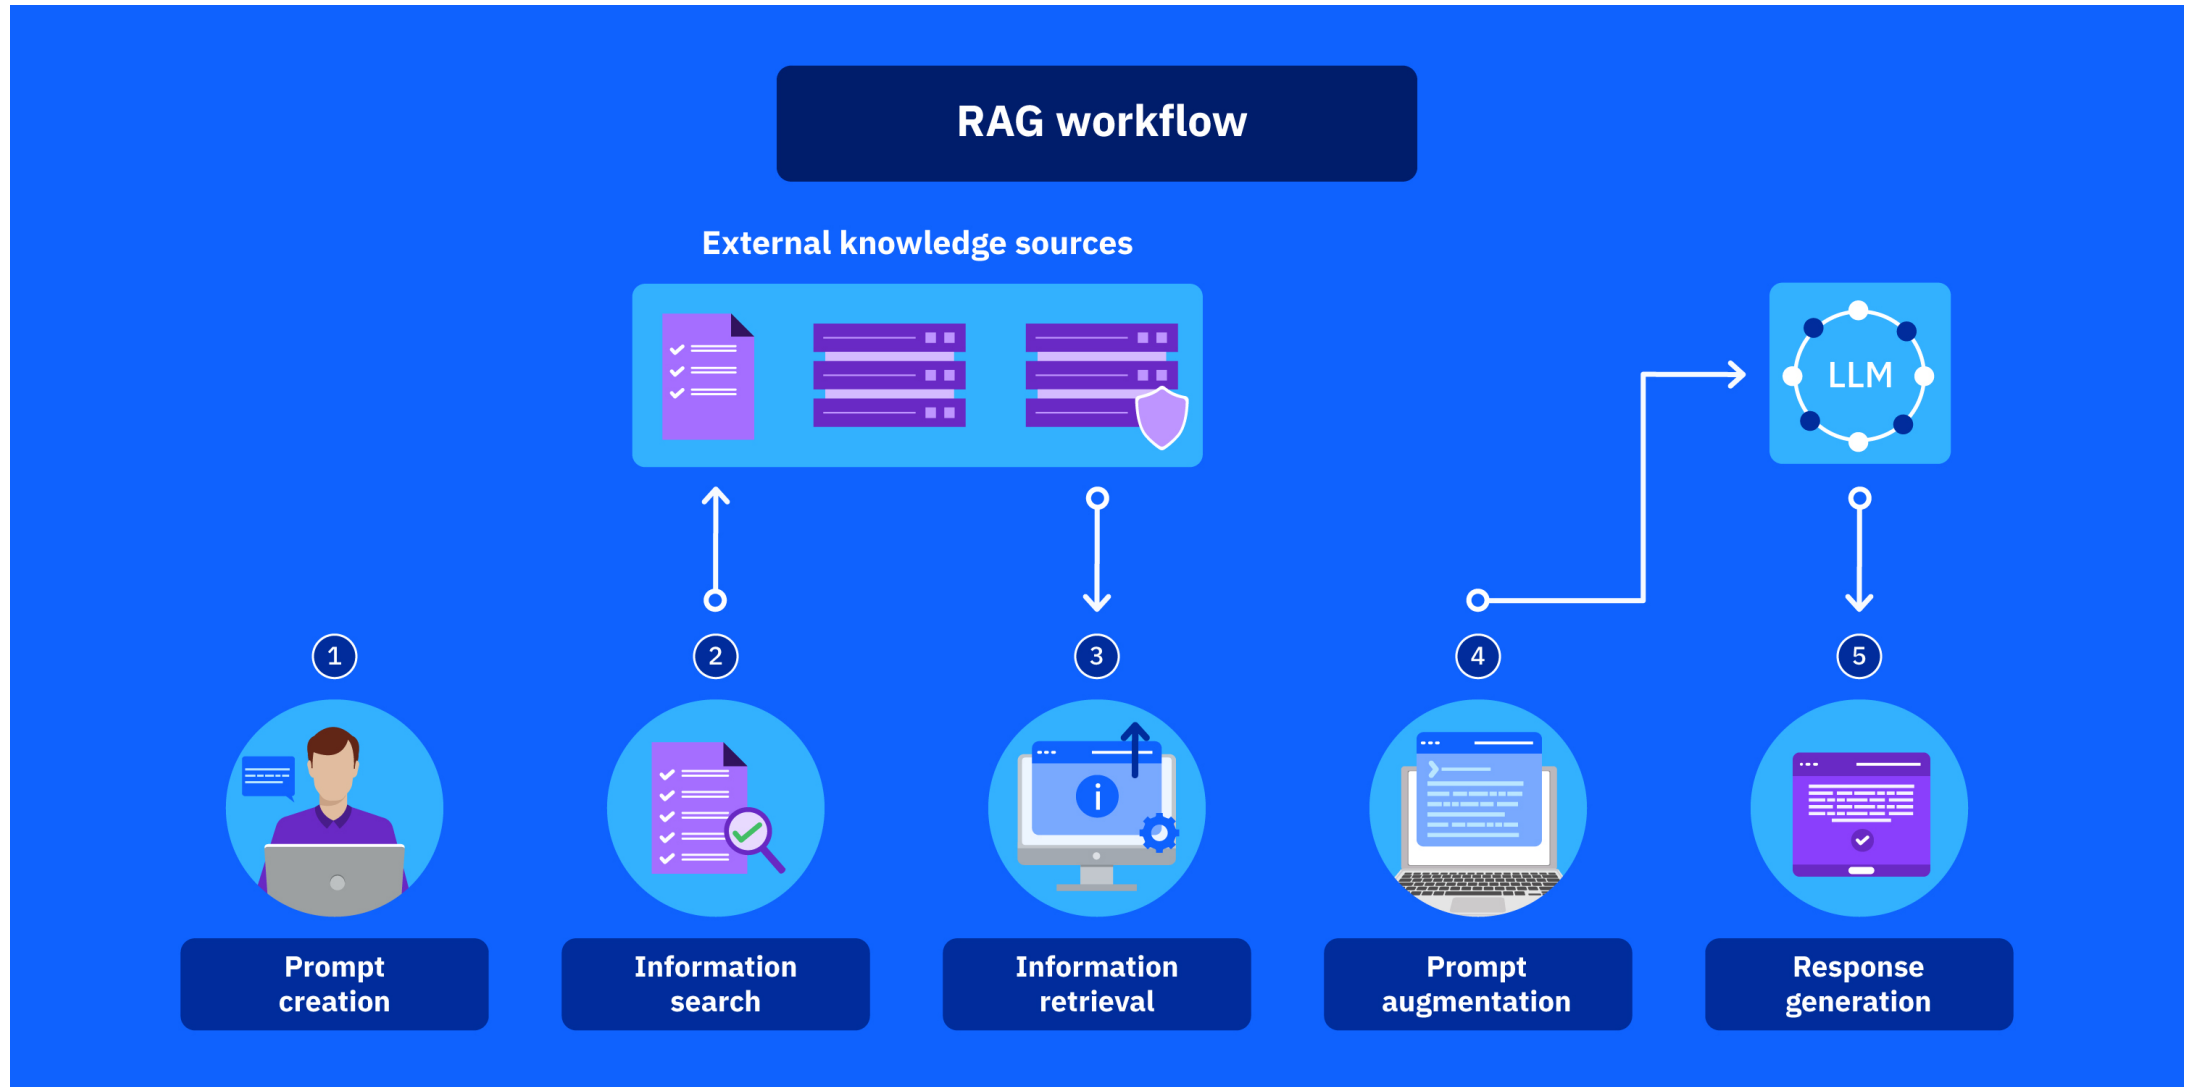 RAG workflow
External knowledge sources
LLM
1
2
3
4
5
i
Prompt
creation
Information
search
Information
retrieval
Prompt
augmentation
Response
generation